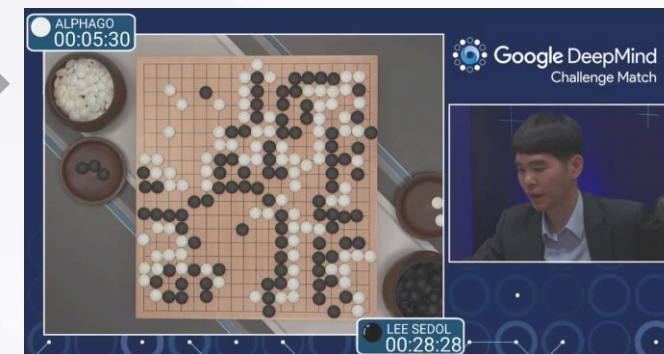 ALPHAGO
00:05:30
Google DeepMind
Challenge Match
LEE SEDOL
00:28:28